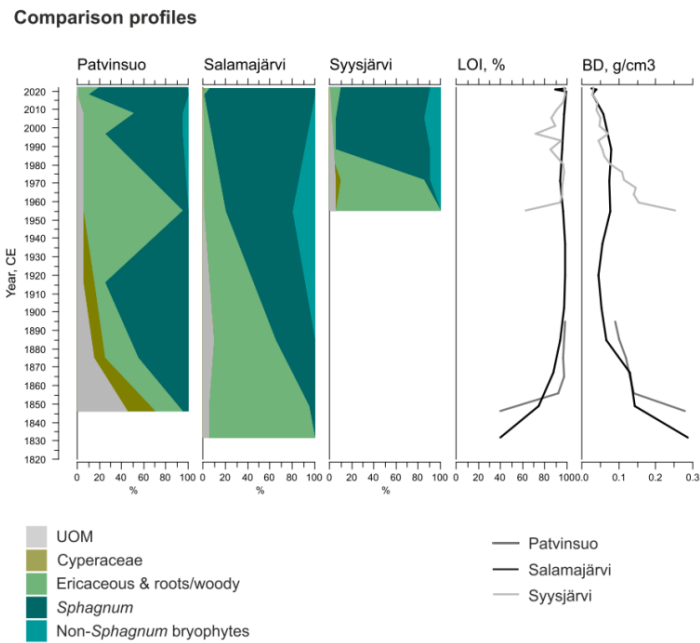 Comparison profiles
Patvinsuo Salamajärvi Syysjärvi LOI, % BD, g/cm3
Year, CE
2020
2010
2000
1990
1980
1970
1960
1950
1940
1930
1920
1910
1900
1890
1880
1870
1860
1850
1840
1830
1820
0 20 40 60 80 100 0 20 40 60 80 100 0 20 40 60 80 100 0 20 40 60 80 100 0.0 0.1 0.2 0.3
% % %
UOM
Cyperaceae
Ericaceous & roots/woody
Sphagnum
Non-Sphagnum bryophytes
Patvinsuo
Salamajärvi
Syysjärvi